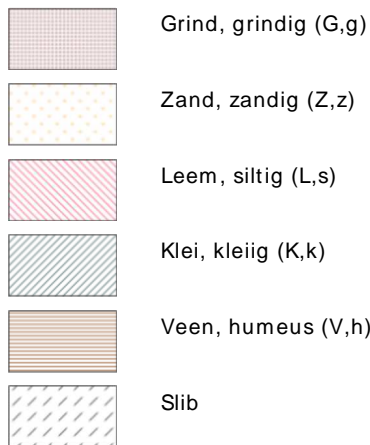 Grind, grindig (G,g)
Zand, zandig (Z,z)
Leem, siltig (L,s)
Klei, kleiig (K,k)
Veen, humeus (V,h)
Slib